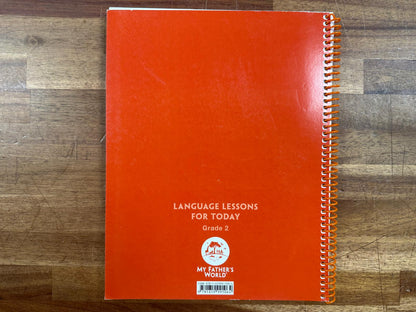 LANGUAGE LESSONS
FOR TODAY
Grade 2
MY FATHER'S
WORLD